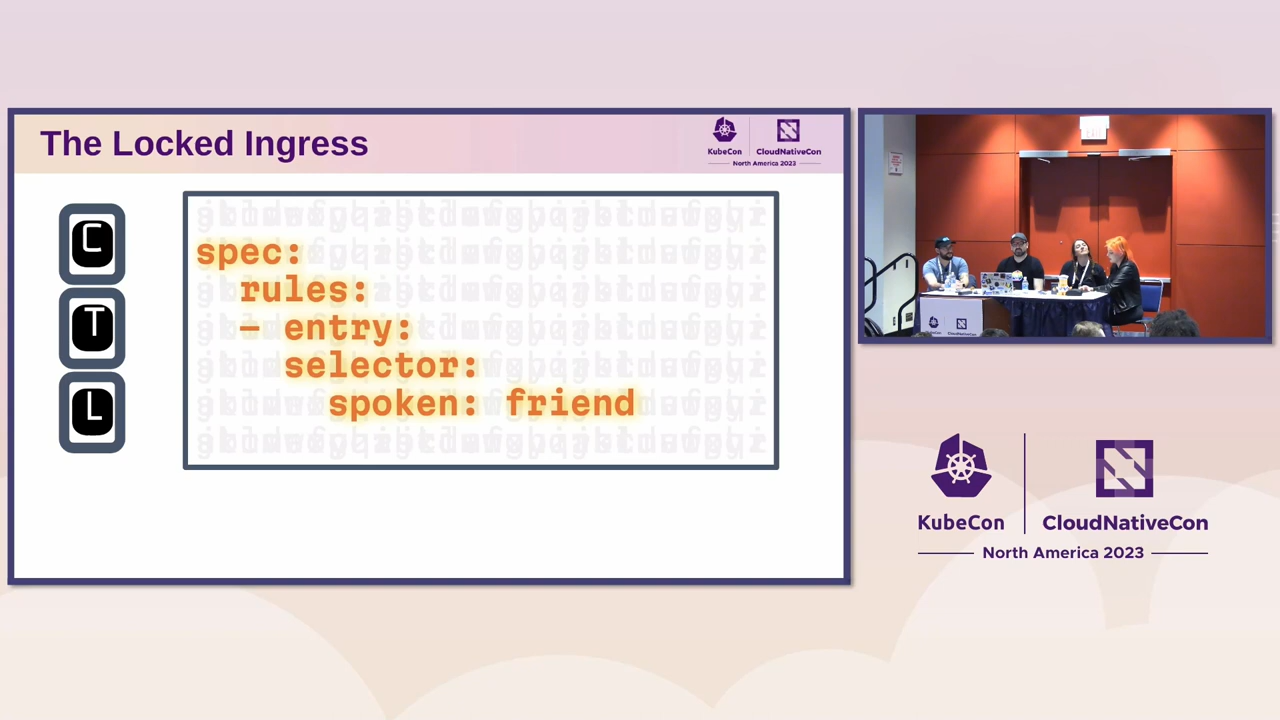 The Locked Ingress
KubeCon
CloudNativeCon
North America 2023
C
T
L
spec:
rules:
- entry:
selector:
spoken: friend
EXIT
KubeCon
CloudNativeCon
North America 2023